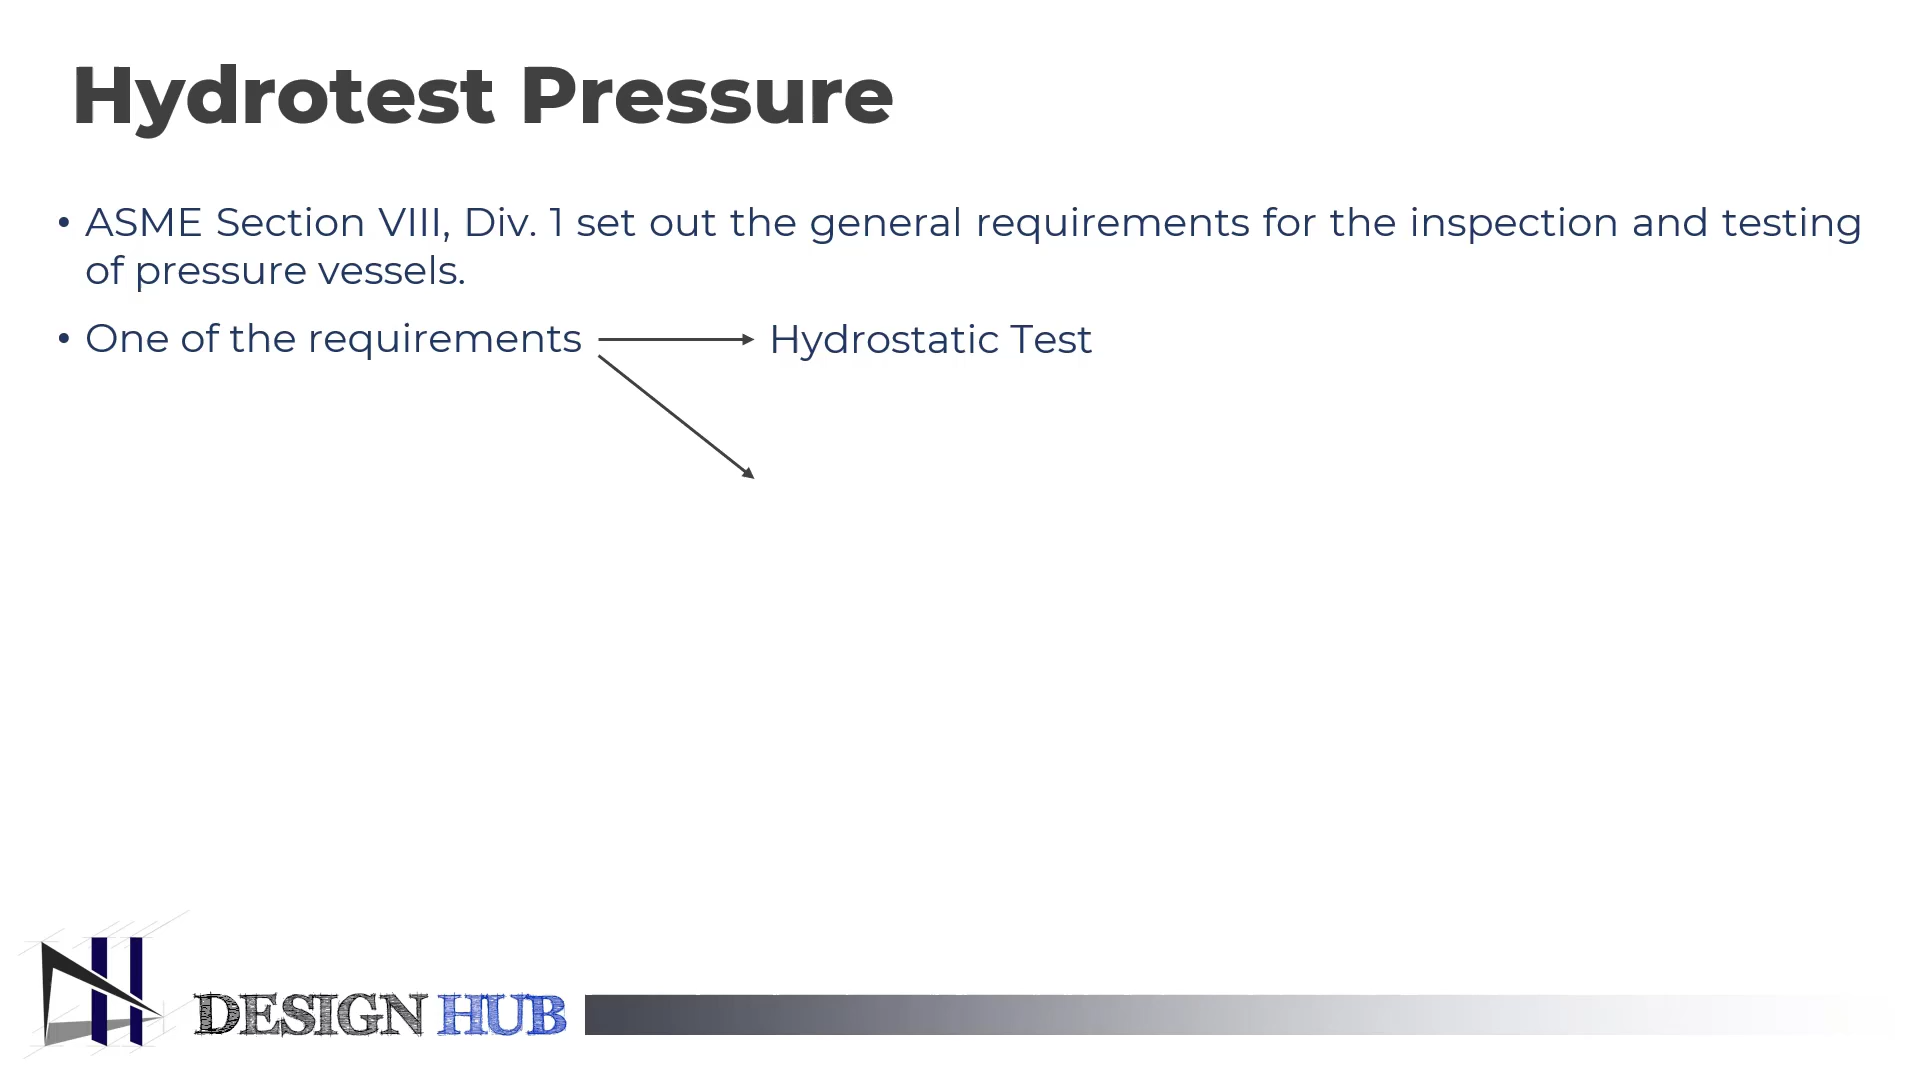 Hydrotest Pressure
• ASME Section VIII, Div. 1 set out the general requirements for the inspection and testing
of pressure vessels.
• One of the requirements Hydrostatic Test
DESIGN HUB